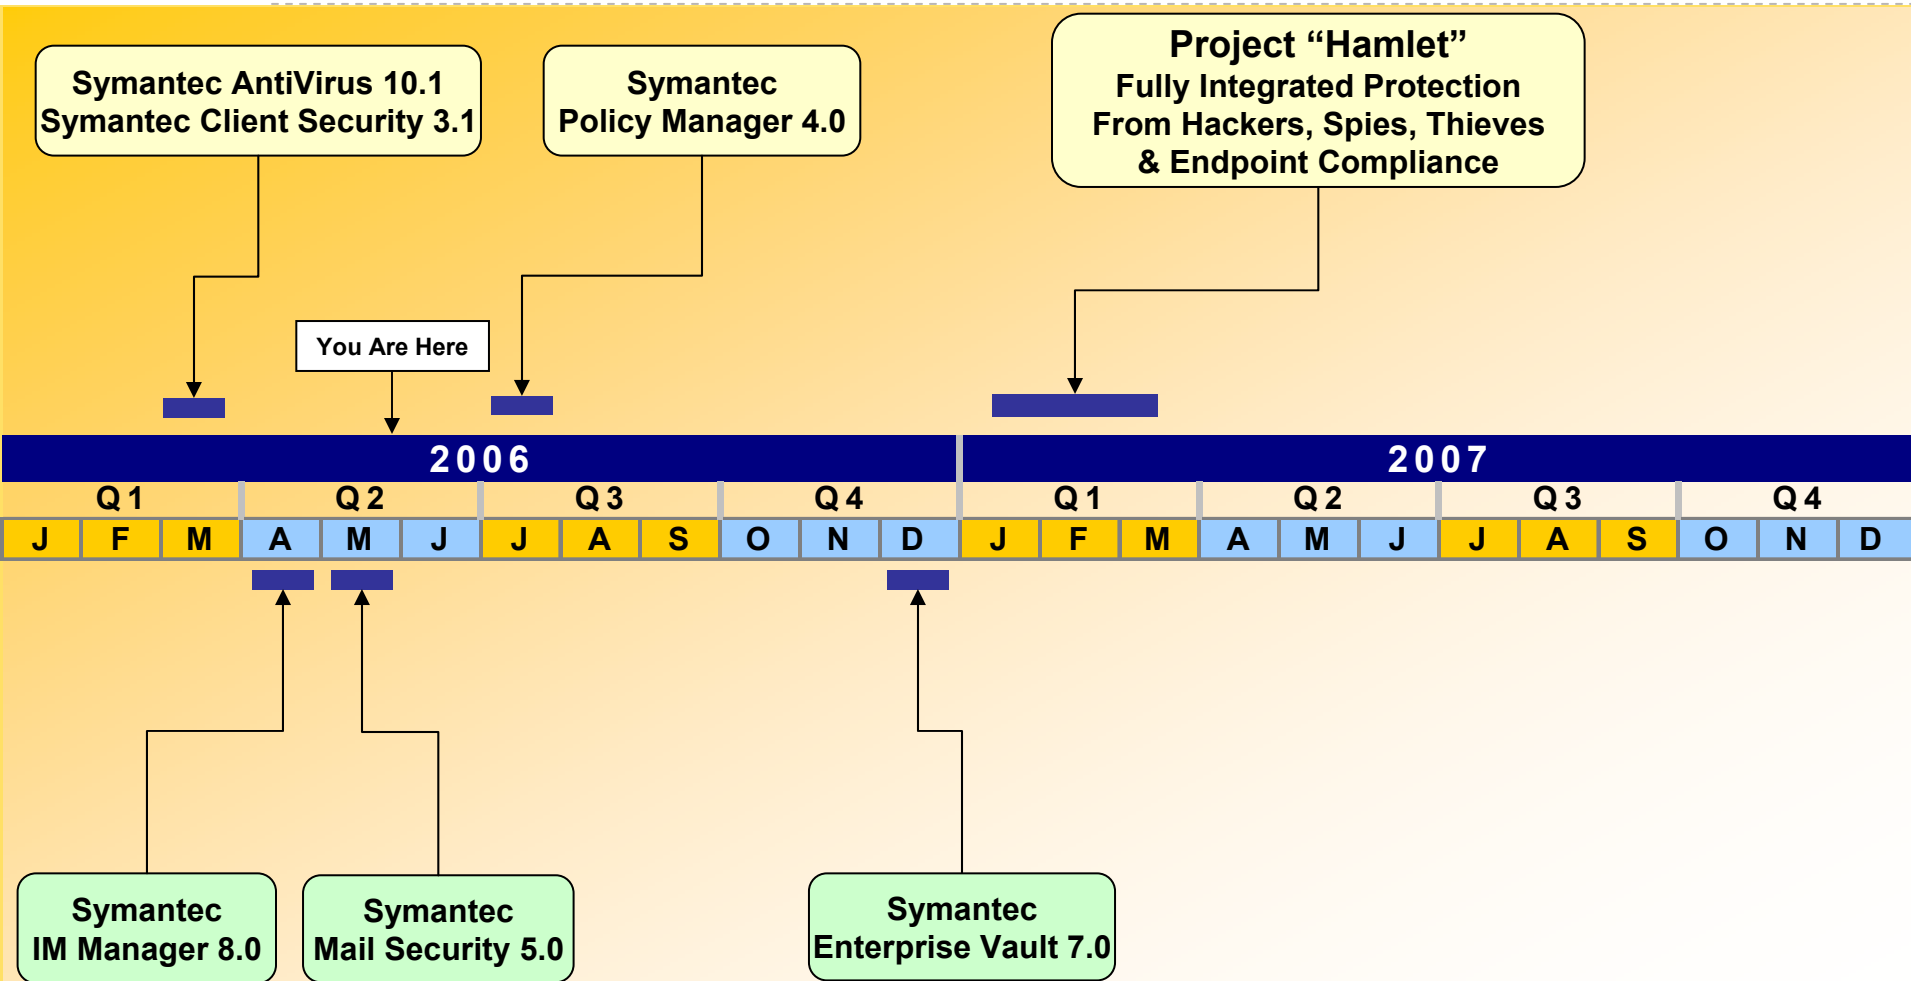 Symantec AntiVirus 10.1
Symantec Client Security 3.1
Symantec
Policy Manager 4.0
Project “Hamlet”
Fully Integrated Protection
From Hackers, Spies, Thieves
& Endpoint Compliance
You Are Here
2006 2007
Q1 Q2 Q3 Q4 Q1 Q2 Q3 Q4
J F M A M J J A S O N D J F M A M J J A S O N D
Symantec
IM Manager 8.0
Symantec
Mail Security 5.0
Symantec
Enterprise Vault 7.0